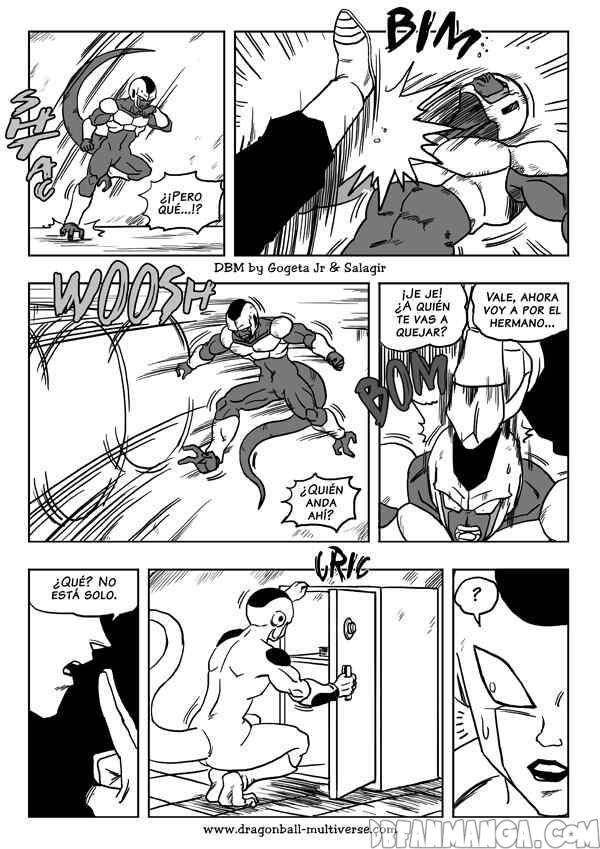 SHTAC
¿¡PERO
QUÉ...!?
BIM
DBM by Gogeta Jr & Salagir
WOOSH
¿QUIÉN
ANDA
AHÍ?
¡JE JE!
¿A QUIÉN
TE VAS A
QUEJAR?
VALE, AHORA
VOY A POR EL
HERMANO...
BOM
¿QUÉ? NO
ESTÁ SOLO.
CRIC
?
www.dragonball-multiverse.com
DBFANMANGA.COM